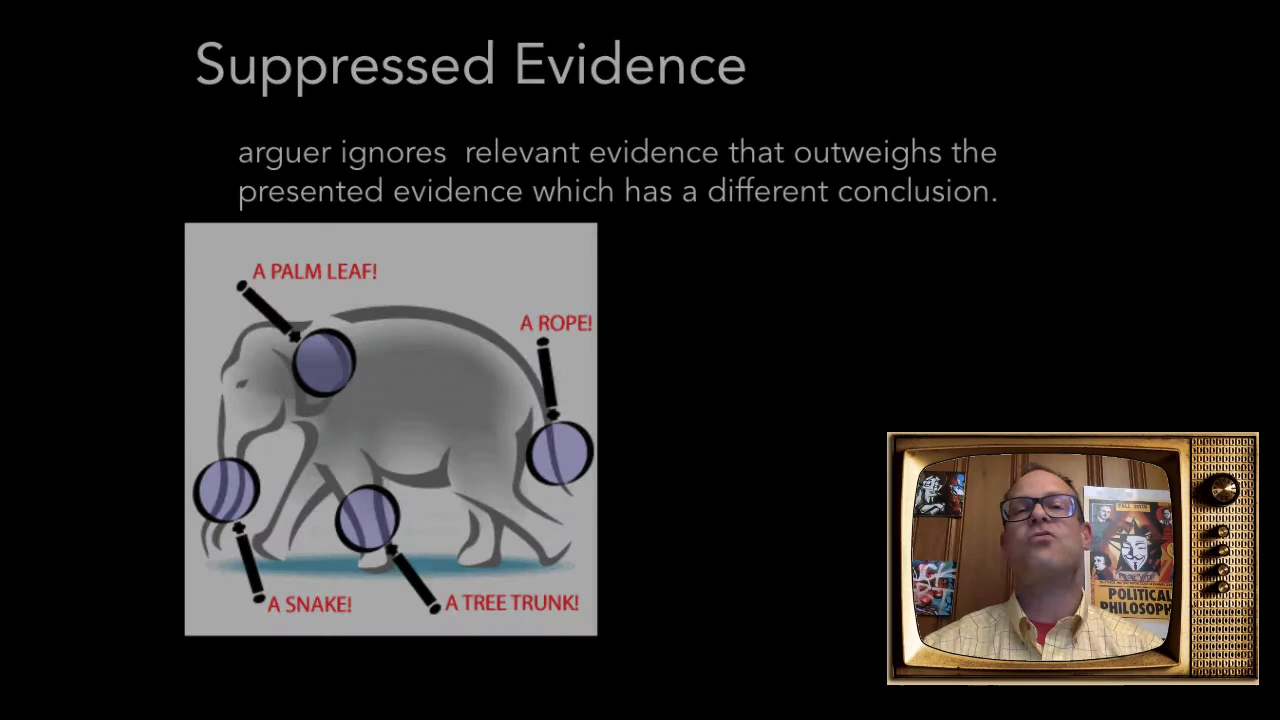 Suppressed Evidence
arguer ignores relevant evidence that outweighs the
presented evidence which has a different conclusion.
A PALM LEAF!
A ROPE!
A SNAKE!
A TREE TRUNK!
POLITICAL
PHILOSOPH